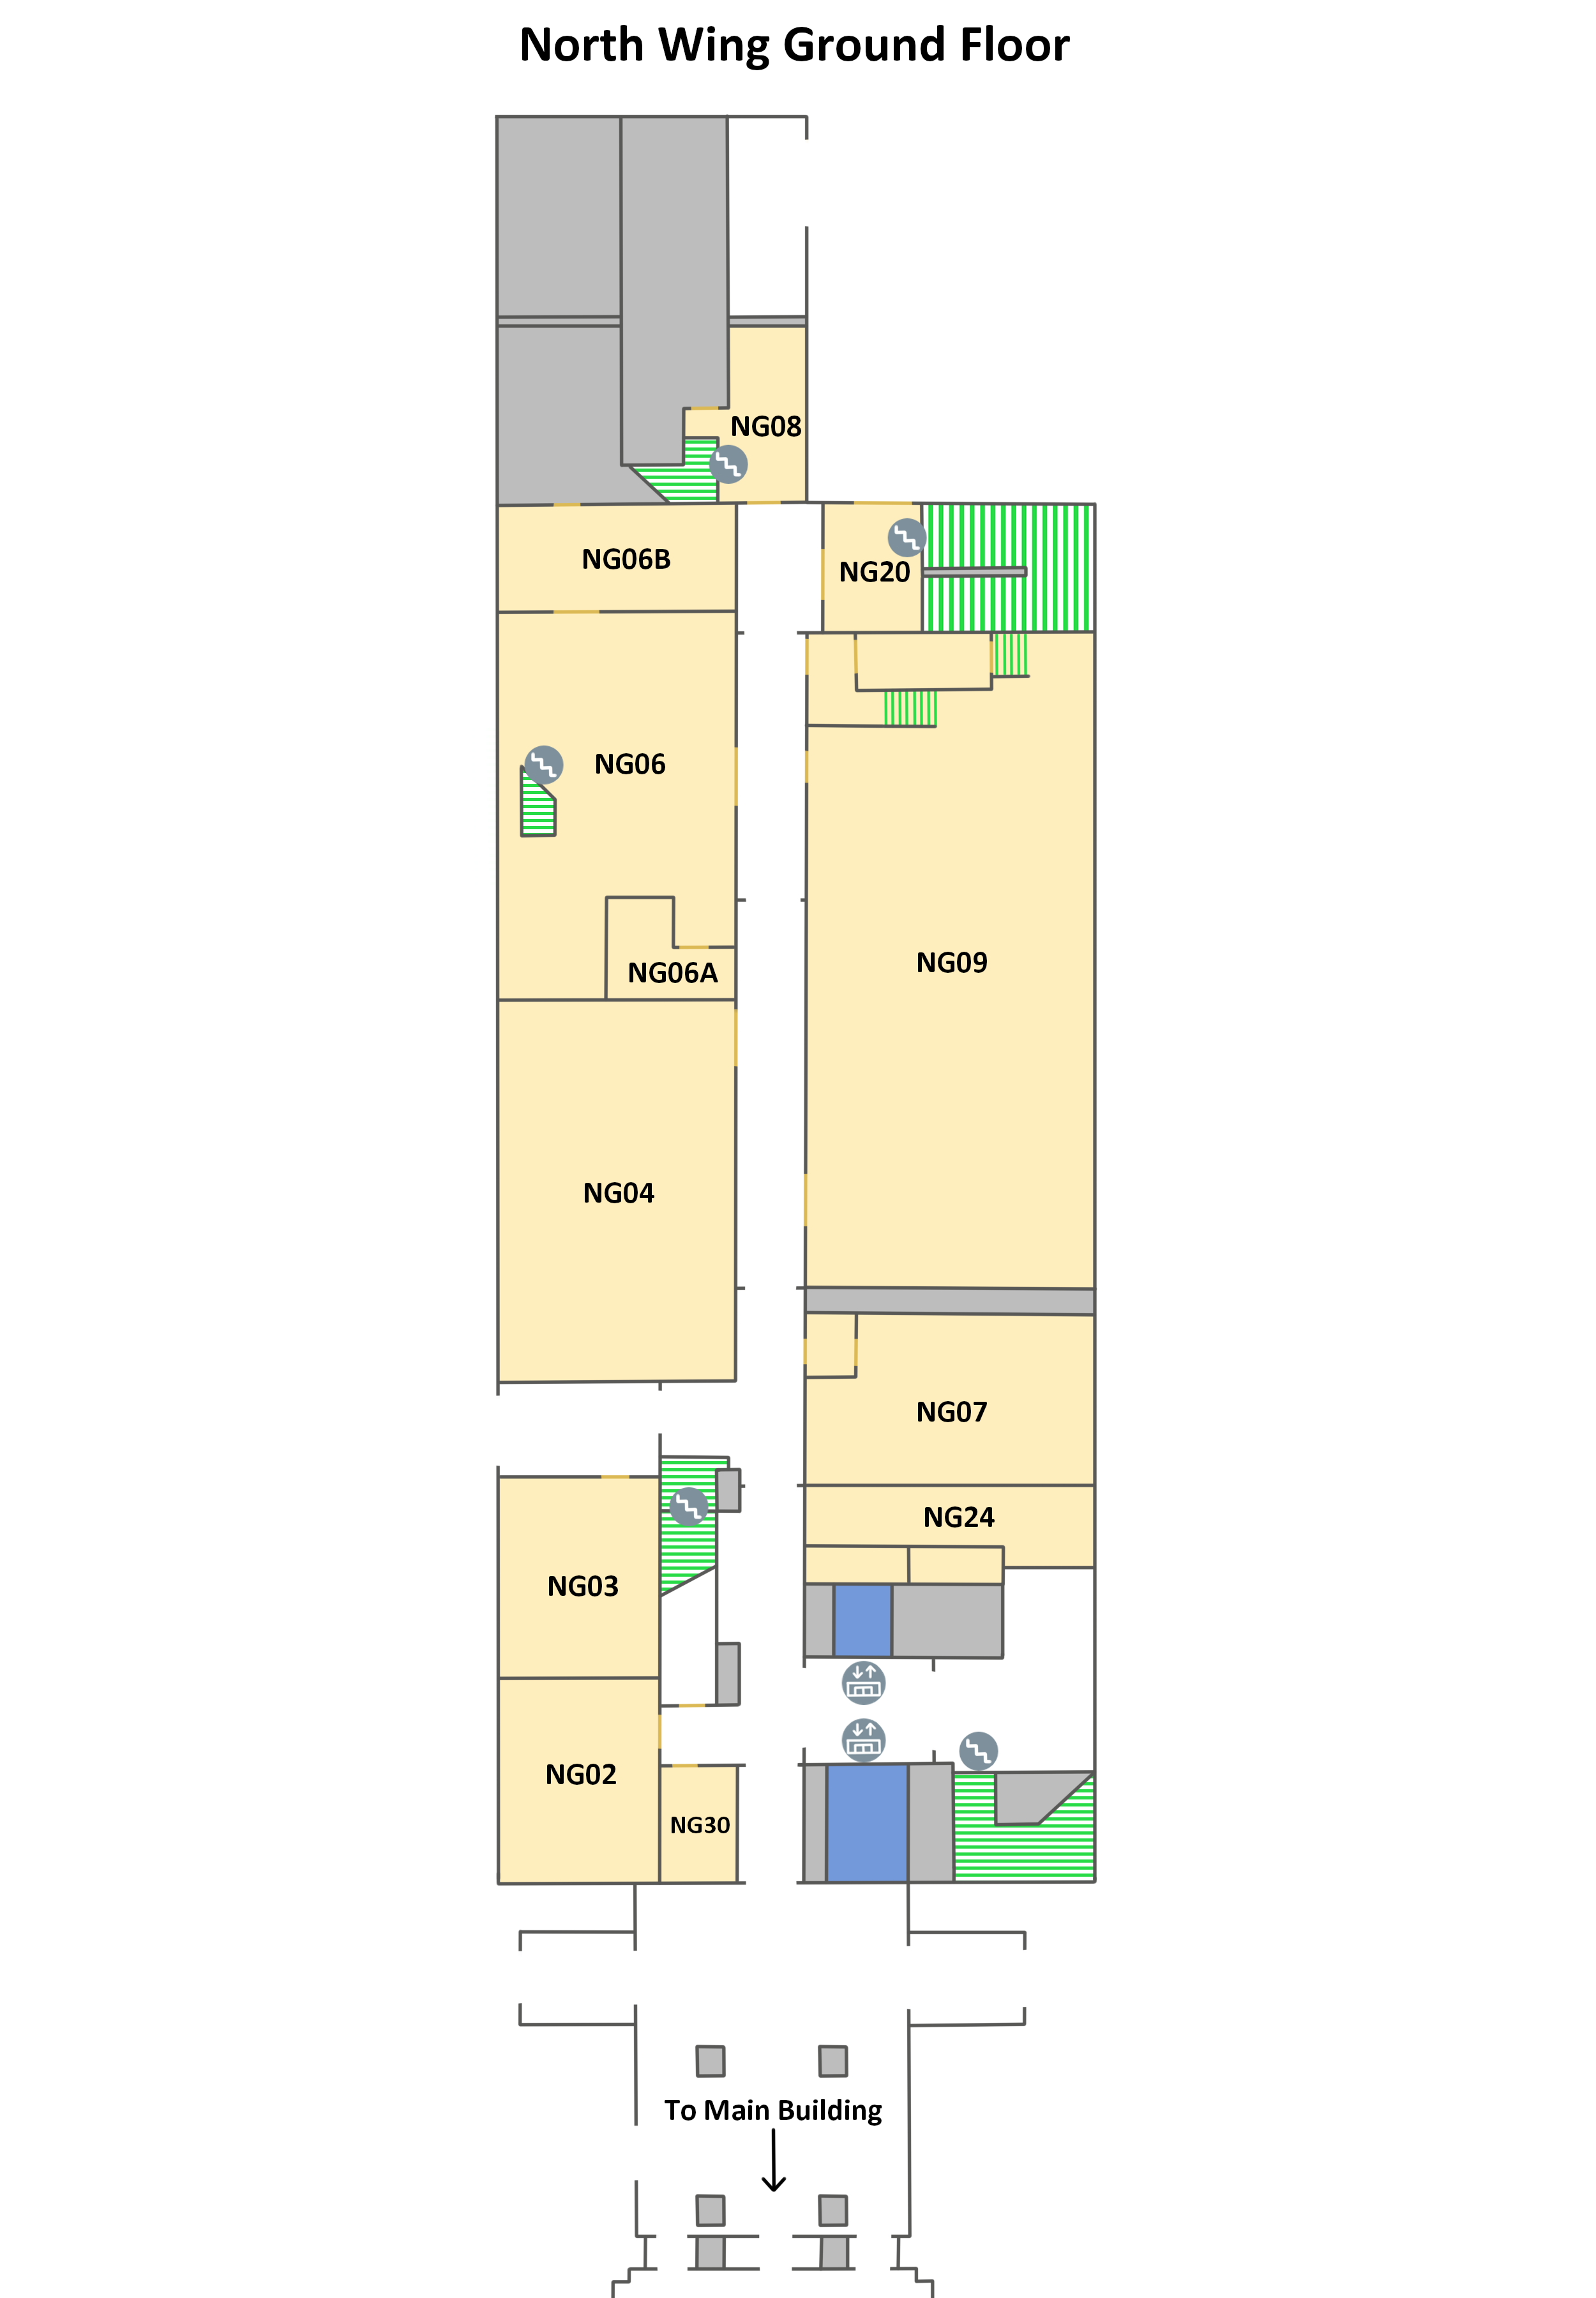 North Wing Ground Floor
NG08
NG06B
NG20
NG06
NG09
NG06A
NG04
NG07
NG24
NG03
NG02
NG30
To Main Building